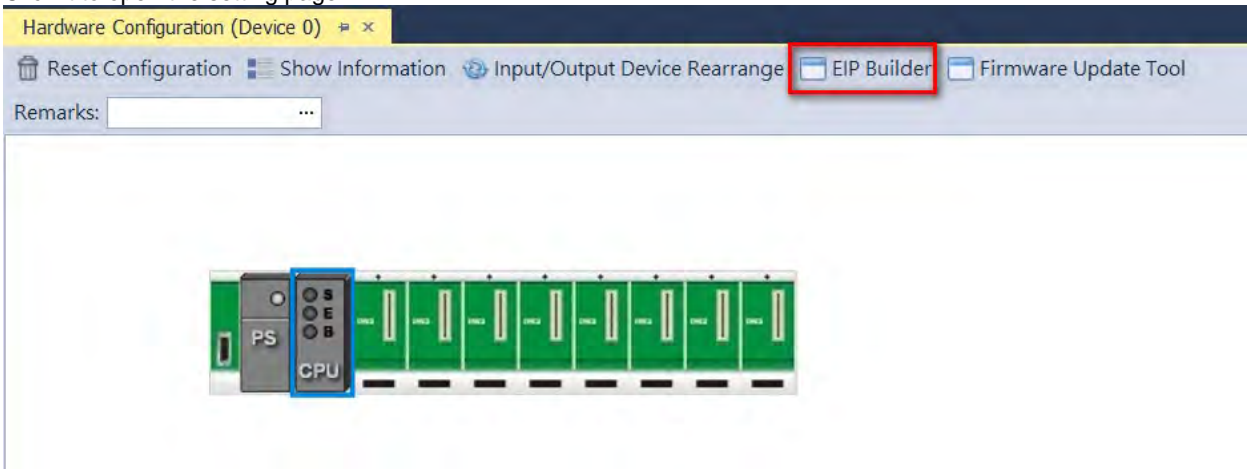 Hardware Configuration (Device 0)
Reset Configuration Show Information Input/Output Device Rearrange EIP Builder Firmware Update Tool
Remarks: ...
S
E
B
PS
CPU